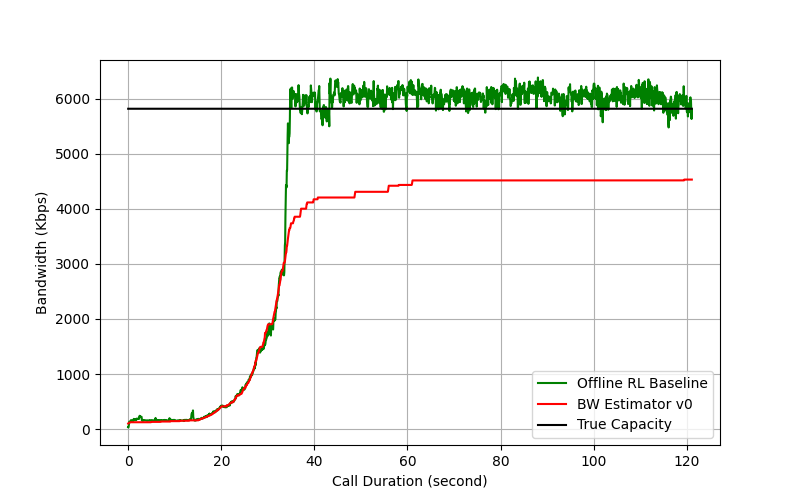 6000
5000
4000
3000
2000
1000
0
Bandwidth (Kbps)
Offline RL Baseline
BW Estimator v0
True Capacity
0 20 40 60 80 100 120
Call Duration (second)